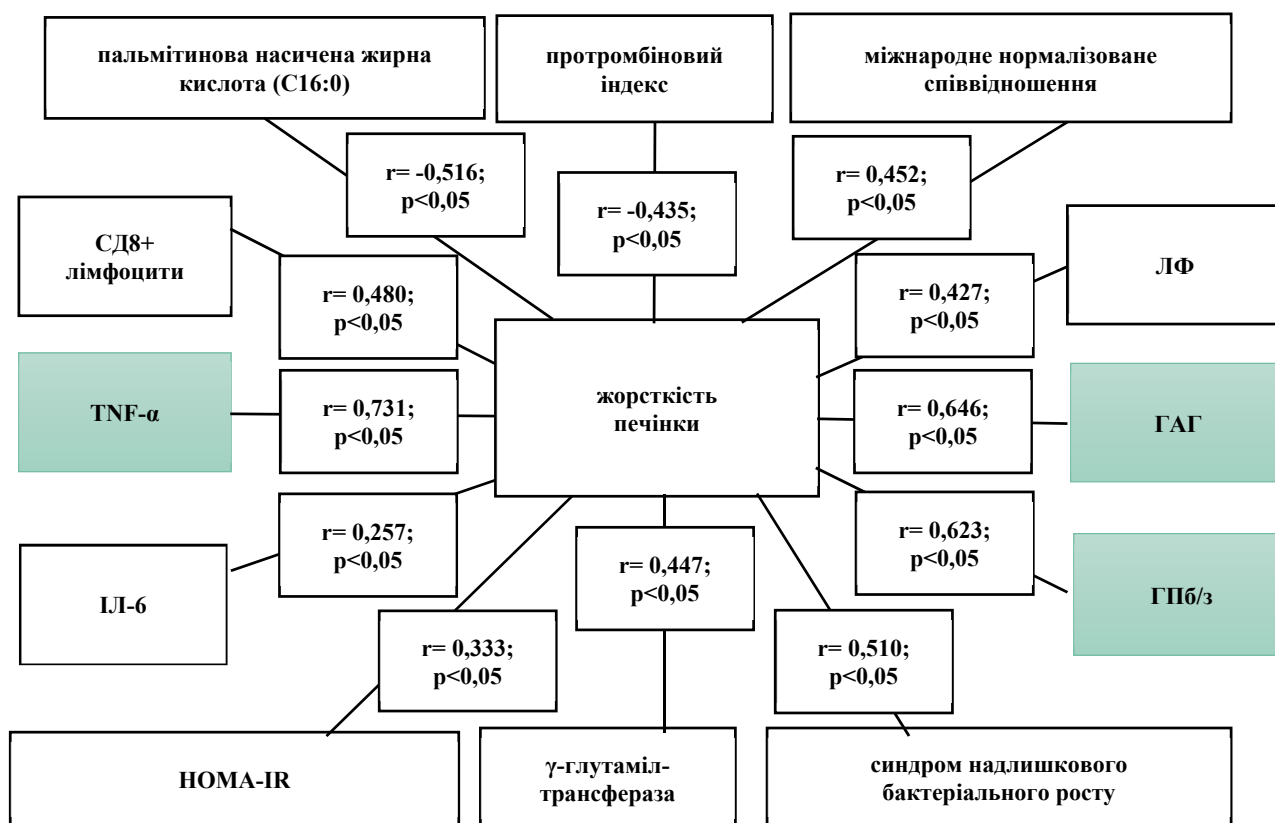 пальмітинова насичена жирна
кислота (С16:0)
протромбіновий
індекс
міжнародне нормалізоване
співвідношення
r= -0,516;
p<0,05
r= -0,435;
p<0,05
r= 0,452;
p<0,05
СД8+
лімфоцити
r= 0,480;
p<0,05
r= 0,427;
p<0,05
ЛФ
TNF-α
r= 0,731;
p<0,05
жорсткість
печінки
r= 0,646;
p<0,05
ГАГ
ІЛ-6
r= 0,257;
p<0,05
r= 0,623;
p<0,05
ГПб/з
r= 0,333;
p<0,05
r= 0,447;
p<0,05
r= 0,510;
p<0,05
HOMA-IR
γ-глутаміл-
трансфераза
синдром надлишкового
бактеріального росту